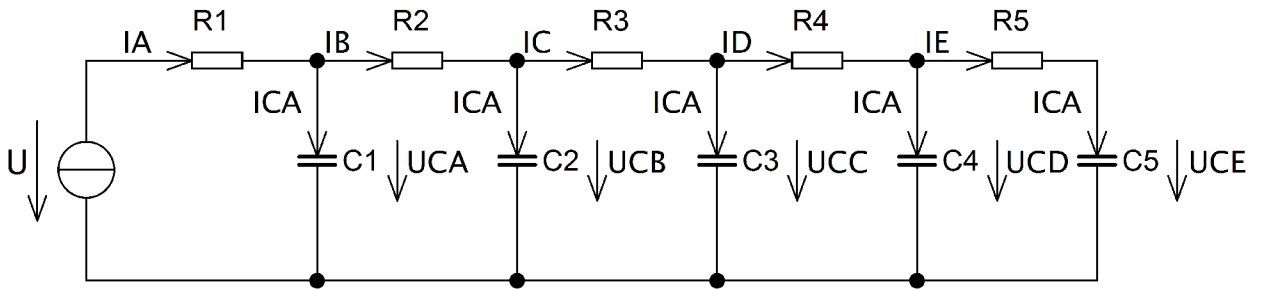 R1 R2 R3 R4 R5
IA IB IC ID IE
ICA ICA ICA ICA ICA
U C1 UCA C2 UCB C3 UCC C4 UCD C5 UCE